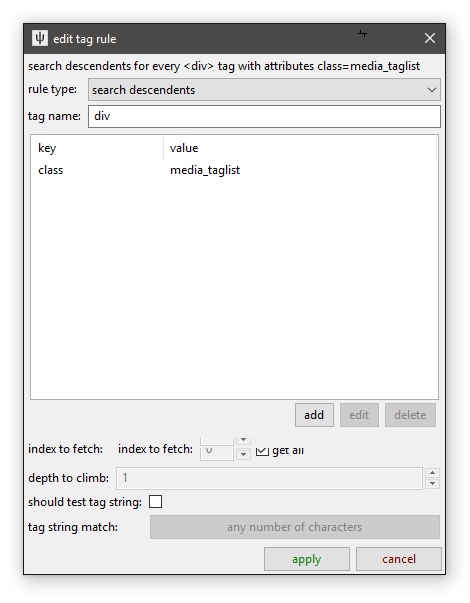 edit tag rule
search descendents for every <div> tag with attributes class=media_taglist
rule type: search descendents
tag name: div
key value
class media_taglist
add edit delete
index to fetch: index to fetch: 0 get all
depth to climb: 1
should test tag string:
tag string match: any number of characters
apply cancel